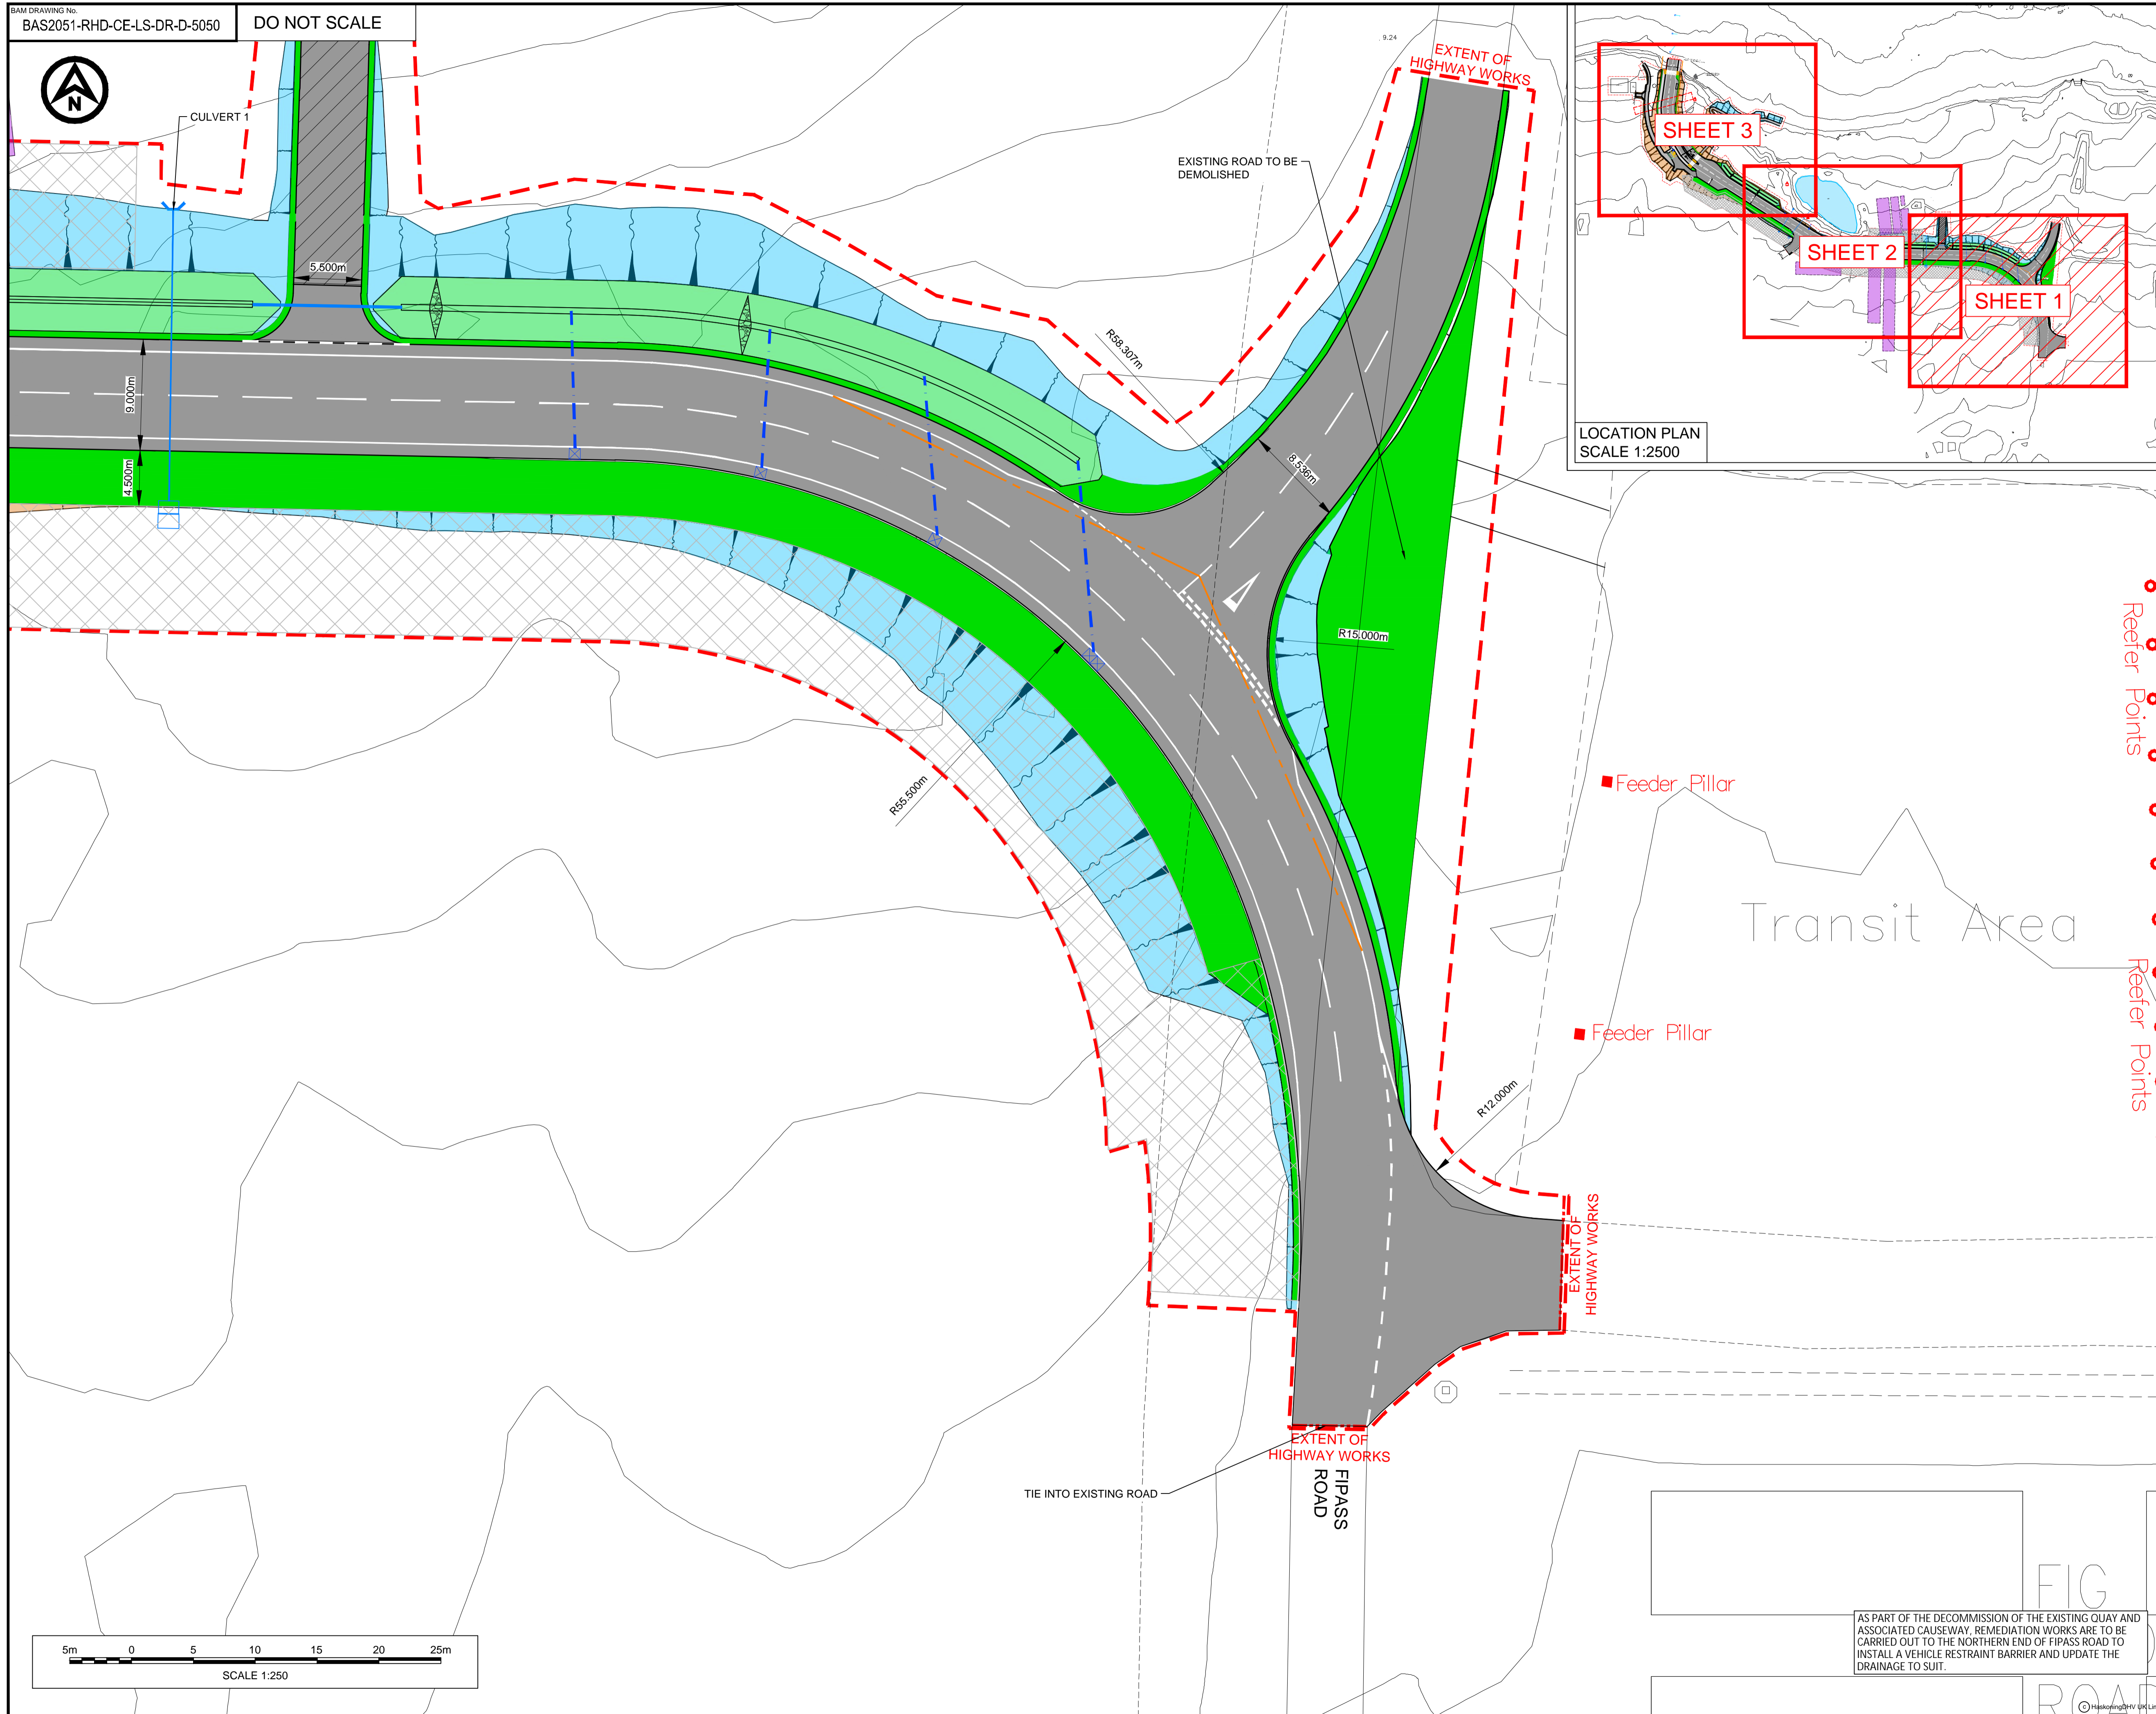 BAM DRAWING No.
BAS2051-RHD-CE-LS-DR-D-5050
DO NOT SCALE
N
CULVERT 1
9.24
EXTENT OF
HIGHWAY WORKS
EXISTING ROAD TO BE
DEMOLISHED
SHEET 3
SHEET 2
SHEET 1
LOCATION PLAN
SCALE 1:2500
5.500m
9.000m
4.500m
R58.307m
8.536m
R15.000m
R55.500m
R12.000m
Reefer Points
Feeder Pillar
Transit Area
Reefer Points
Feeder Pillar
EXTENT OF
HIGHWAY WORKS
EXTENT OF
HIGHWAY WORKS
TIE INTO EXISTING ROAD
FIPASS
ROAD
FIG
AS PART OF THE DECOMMISSION OF THE EXISTING QUAY AND
ASSOCIATED CAUSEWAY, REMEDIATION WORKS ARE TO BE
CARRIED OUT TO THE NORTHERN END OF FIPASS ROAD TO
INSTALL A VEHICLE RESTRAINT BARRIER AND UPDATE THE
DRAINAGE TO SUIT.
5m 0 5 10 15 20 25m
SCALE 1:250
ROAD
© HaskoningDHV UK